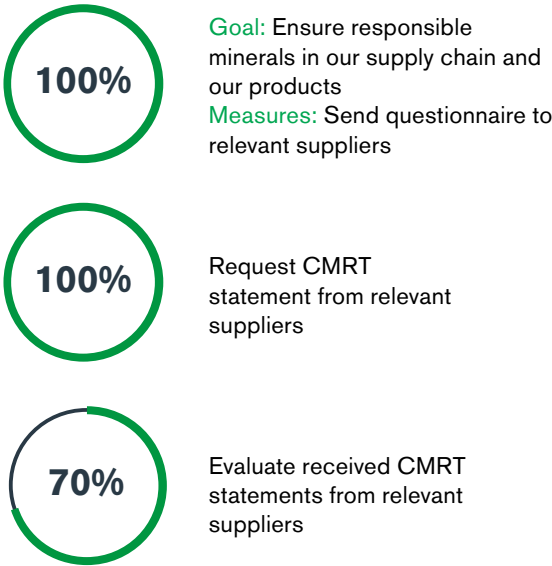 100%
Goal: Ensure responsible
minerals in our supply chain and
our products
Measures: Send questionnaire to
relevant suppliers
100%
Request CMRT
statement from relevant
suppliers
70%
Evaluate received CMRT
statements from relevant
suppliers